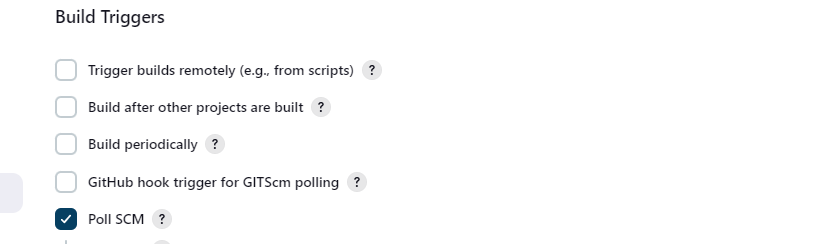 Build Triggers
Trigger builds remotely (e.g., from scripts) ?
Build after other projects are built ?
Build periodically ?
GitHub hook trigger for GITScm polling ?
Poll SCM ?